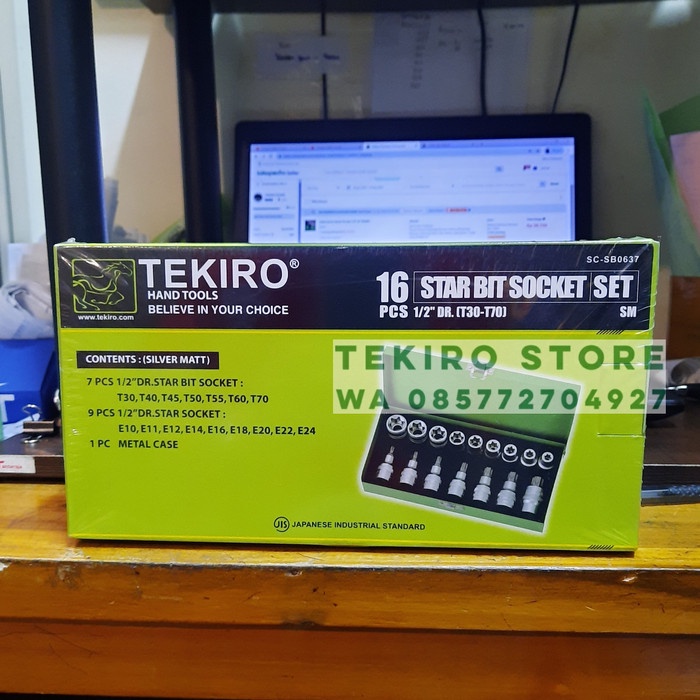 SC-SB0637
TEKIRO®
HAND TOOLS
BELIEVE IN YOUR CHOICE
www.tekiro.com
16 PCS STAR BIT SOCKET SET
1/2" DR. (T30-T70) SM
TEKIRO STORE
WA 085772704927
CONTENTS : (SILVER MATT)
7 PCS 1/2"DR.STAR BIT SOCKET :
T30,T40,T45,T50,T55,T60,T70
9 PCS 1/2"DR.STAR SOCKET :
E10,E11,E12,E14,E16,E18,E20,E22,E24
1 PC METAL CASE
JIS JAPANESE INDUSTRIAL STANDARD